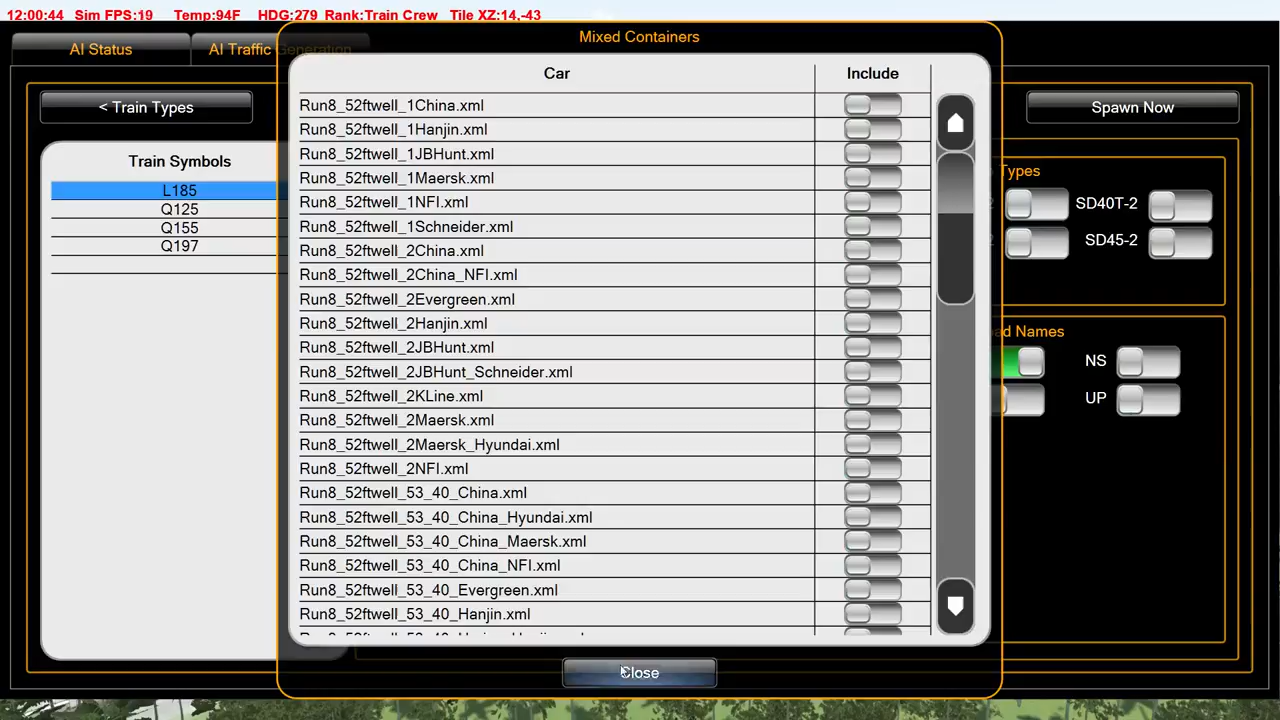 12:00:44 Sim FPS:19 Temp:94F HDG:279 Rank:Train Crew Tile XZ:14,-43
Mixed Containers
AI Status
AI Traffic Generation
< Train Types
Spawn Now
Train Symbols
L185
Q125
Q155
Q197
Car Include
Run8_52ftwell_1China.xml
Run8_52ftwell_1Hanjin.xml
Run8_52ftwell_1JBHunt.xml
Run8_52ftwell_1Maersk.xml
Run8_52ftwell_1NFI.xml
Run8_52ftwell_1Schneider.xml
Run8_52ftwell_2China.xml
Run8_52ftwell_2China_NFI.xml
Run8_52ftwell_2Evergreen.xml
Run8_52ftwell_2Hanjin.xml
Run8_52ftwell_2JBHunt.xml
Run8_52ftwell_2JBHunt_Schneider.xml
Run8_52ftwell_2KLine.xml
Run8_52ftwell_2Maersk.xml
Run8_52ftwell_2Maersk_Hyundai.xml
Run8_52ftwell_2NFI.xml
Run8_52ftwell_53_40_China.xml
Run8_52ftwell_53_40_China_Hyundai.xml
Run8_52ftwell_53_40_China_Maersk.xml
Run8_52ftwell_53_40_China_NFI.xml
Run8_52ftwell_53_40_Evergreen.xml
Run8_52ftwell_53_40_Hanjin.xml
Types
SD40T-2
SD45-2
Names
NS
UP
Close